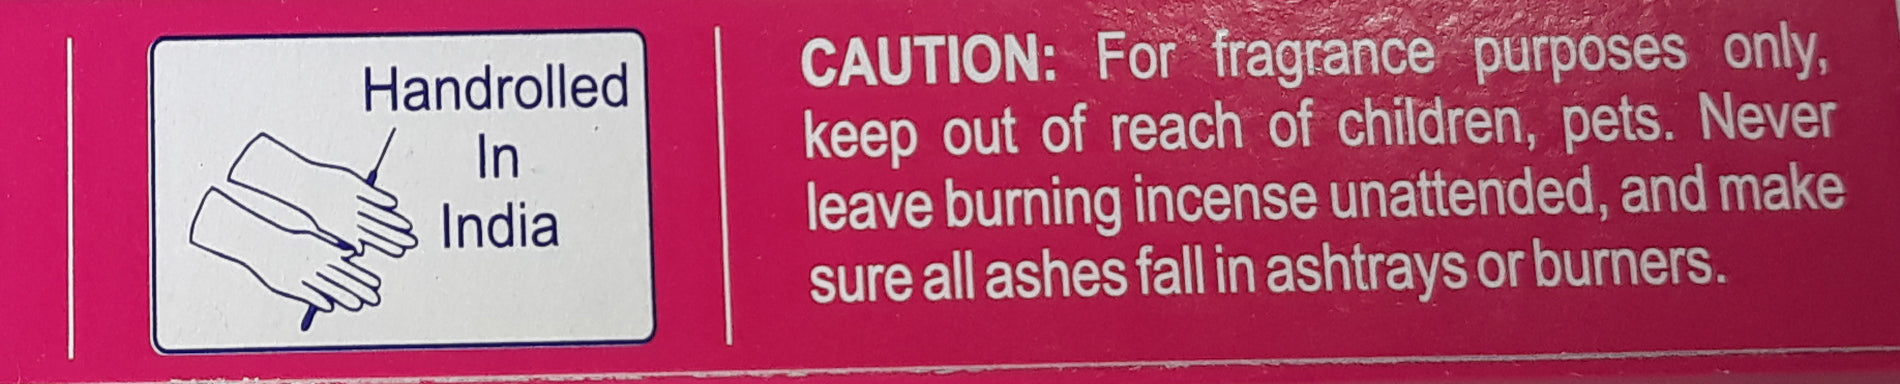 Handrolled
In
India
CAUTION: For fragrance purposes only,
keep out of reach of children, pets. Never
leave burning incense unattended, and make
sure all ashes fall in ashtrays or burners.